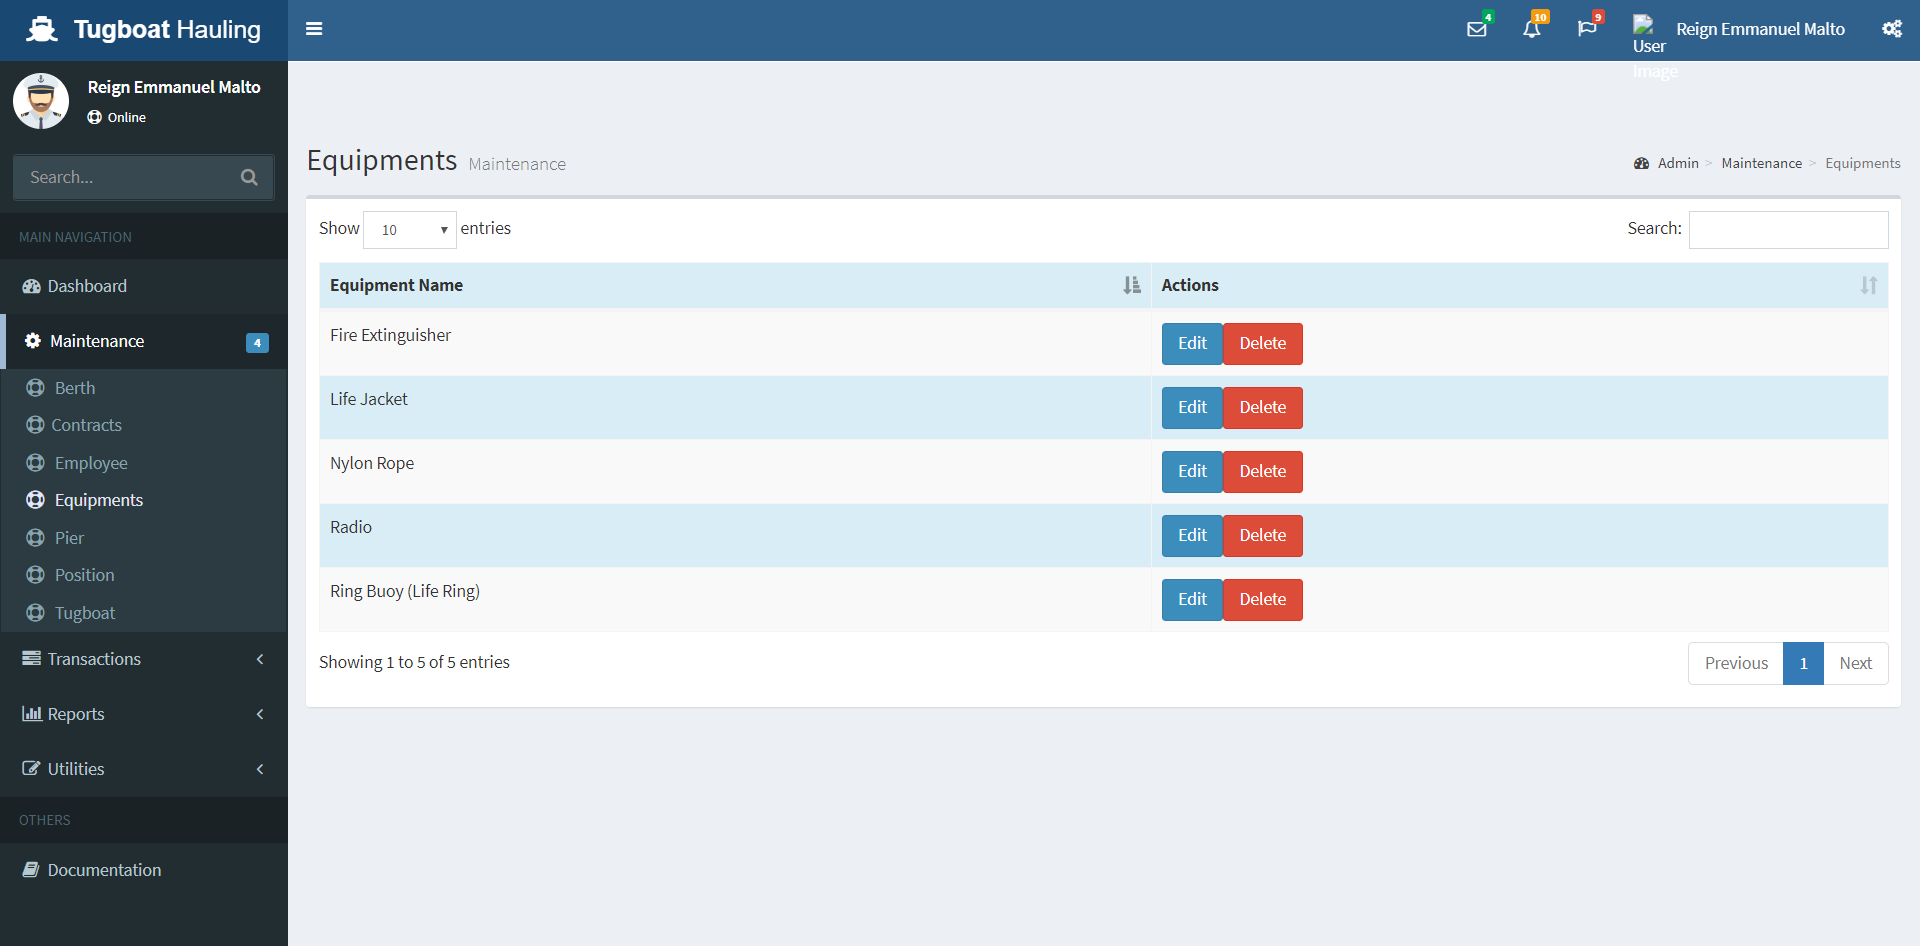 Tugboat Hauling
4
10
9
User Image
Reign Emmanuel Malto
Reign Emmanuel Malto
Online
Search...
MAIN NAVIGATION
Dashboard
Maintenance 4
Berth
Contracts
Employee
Equipments
Pier
Position
Tugboat
Transactions
Reports
Utilities
OTHERS
Documentation
Equipments Maintenance
Admin > Maintenance > Equipments
Show 10 entries
Search:
Equipment Name Actions
Fire Extinguisher Edit Delete
Life Jacket Edit Delete
Nylon Rope Edit Delete
Radio Edit Delete
Ring Buoy (Life Ring) Edit Delete
Showing 1 to 5 of 5 entries
Previous 1 Next